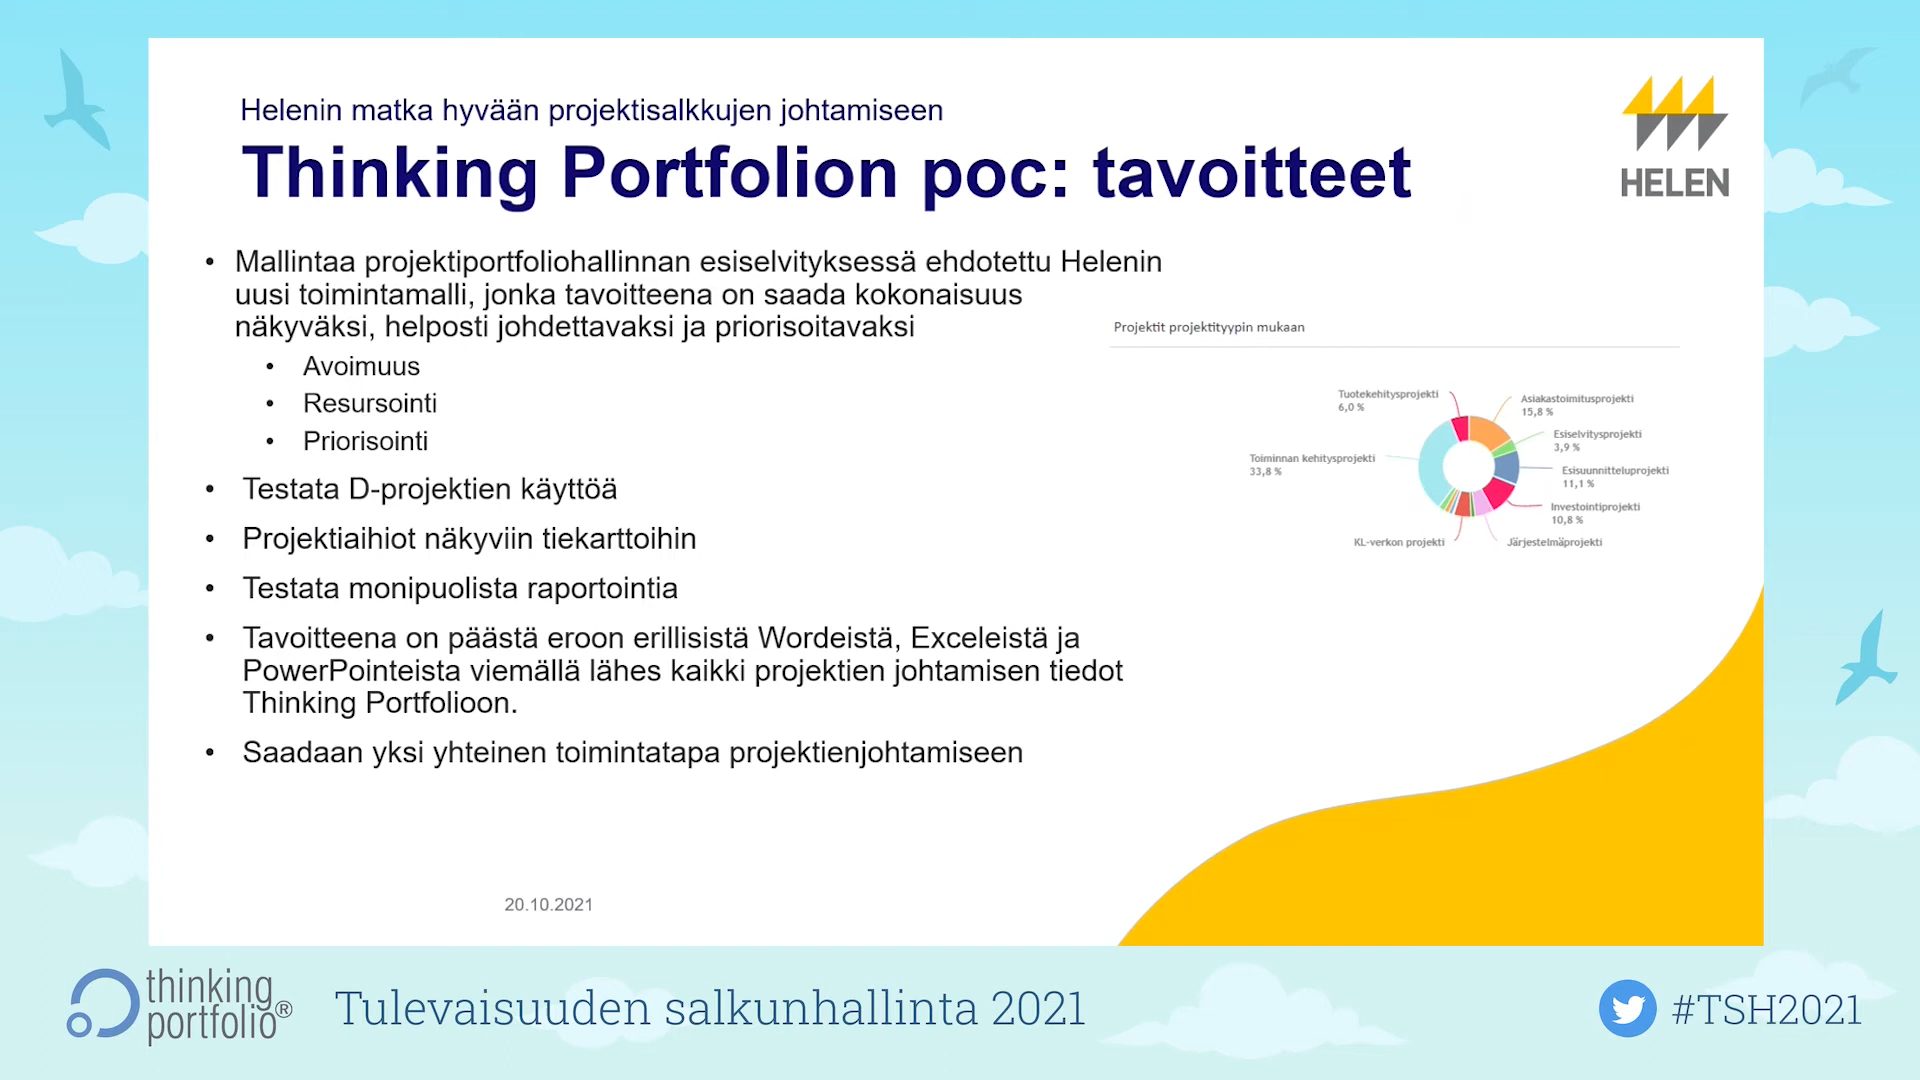 Helenin matka hyvään projektisalkkujen johtamiseen
Thinking Portfolion poc: tavoitteet
HELEN
• Mallintaa projektiportfoliohallinnan esiselvityksessä ehdotettu Helenin
uusi toimintamalli, jonka tavoitteena on saada kokonaisuus
näkyväksi, helposti johdettavaksi ja priorisoitavaksi
• Avoimuus
• Resursointi
• Priorisointi
• Testata D-projektien käyttöä
• Projektiaihiot näkyviin tiekarttoihin
• Testata monipuolista raportointia
• Tavoitteena on päästä eroon erillisistä Wordeistä, Exceleistä ja
PowerPointeista viemällä lähes kaikki projektien johtamisen tiedot
Thinking Portfolioon.
• Saadaan yksi yhteinen toimintatapa projektienjohtamiseen
Projektit projektityypin mukaan
Tuotekehitysprojekti
6,0 %
Asiakastoimitusprojekti
15,8 %
Esiselvitysprojekti
3,9 %
Toiminnan kehitysprojekti
33,8 %
Esisuunnitteluprojekti
11,1 %
Investointiprojekti
10,8 %
KL-verkon projekti
Järjestelmäprojekti
20.10.2021
thinking
portfolio®
Tulevaisuuden salkunhallinta 2021
#TSH2021